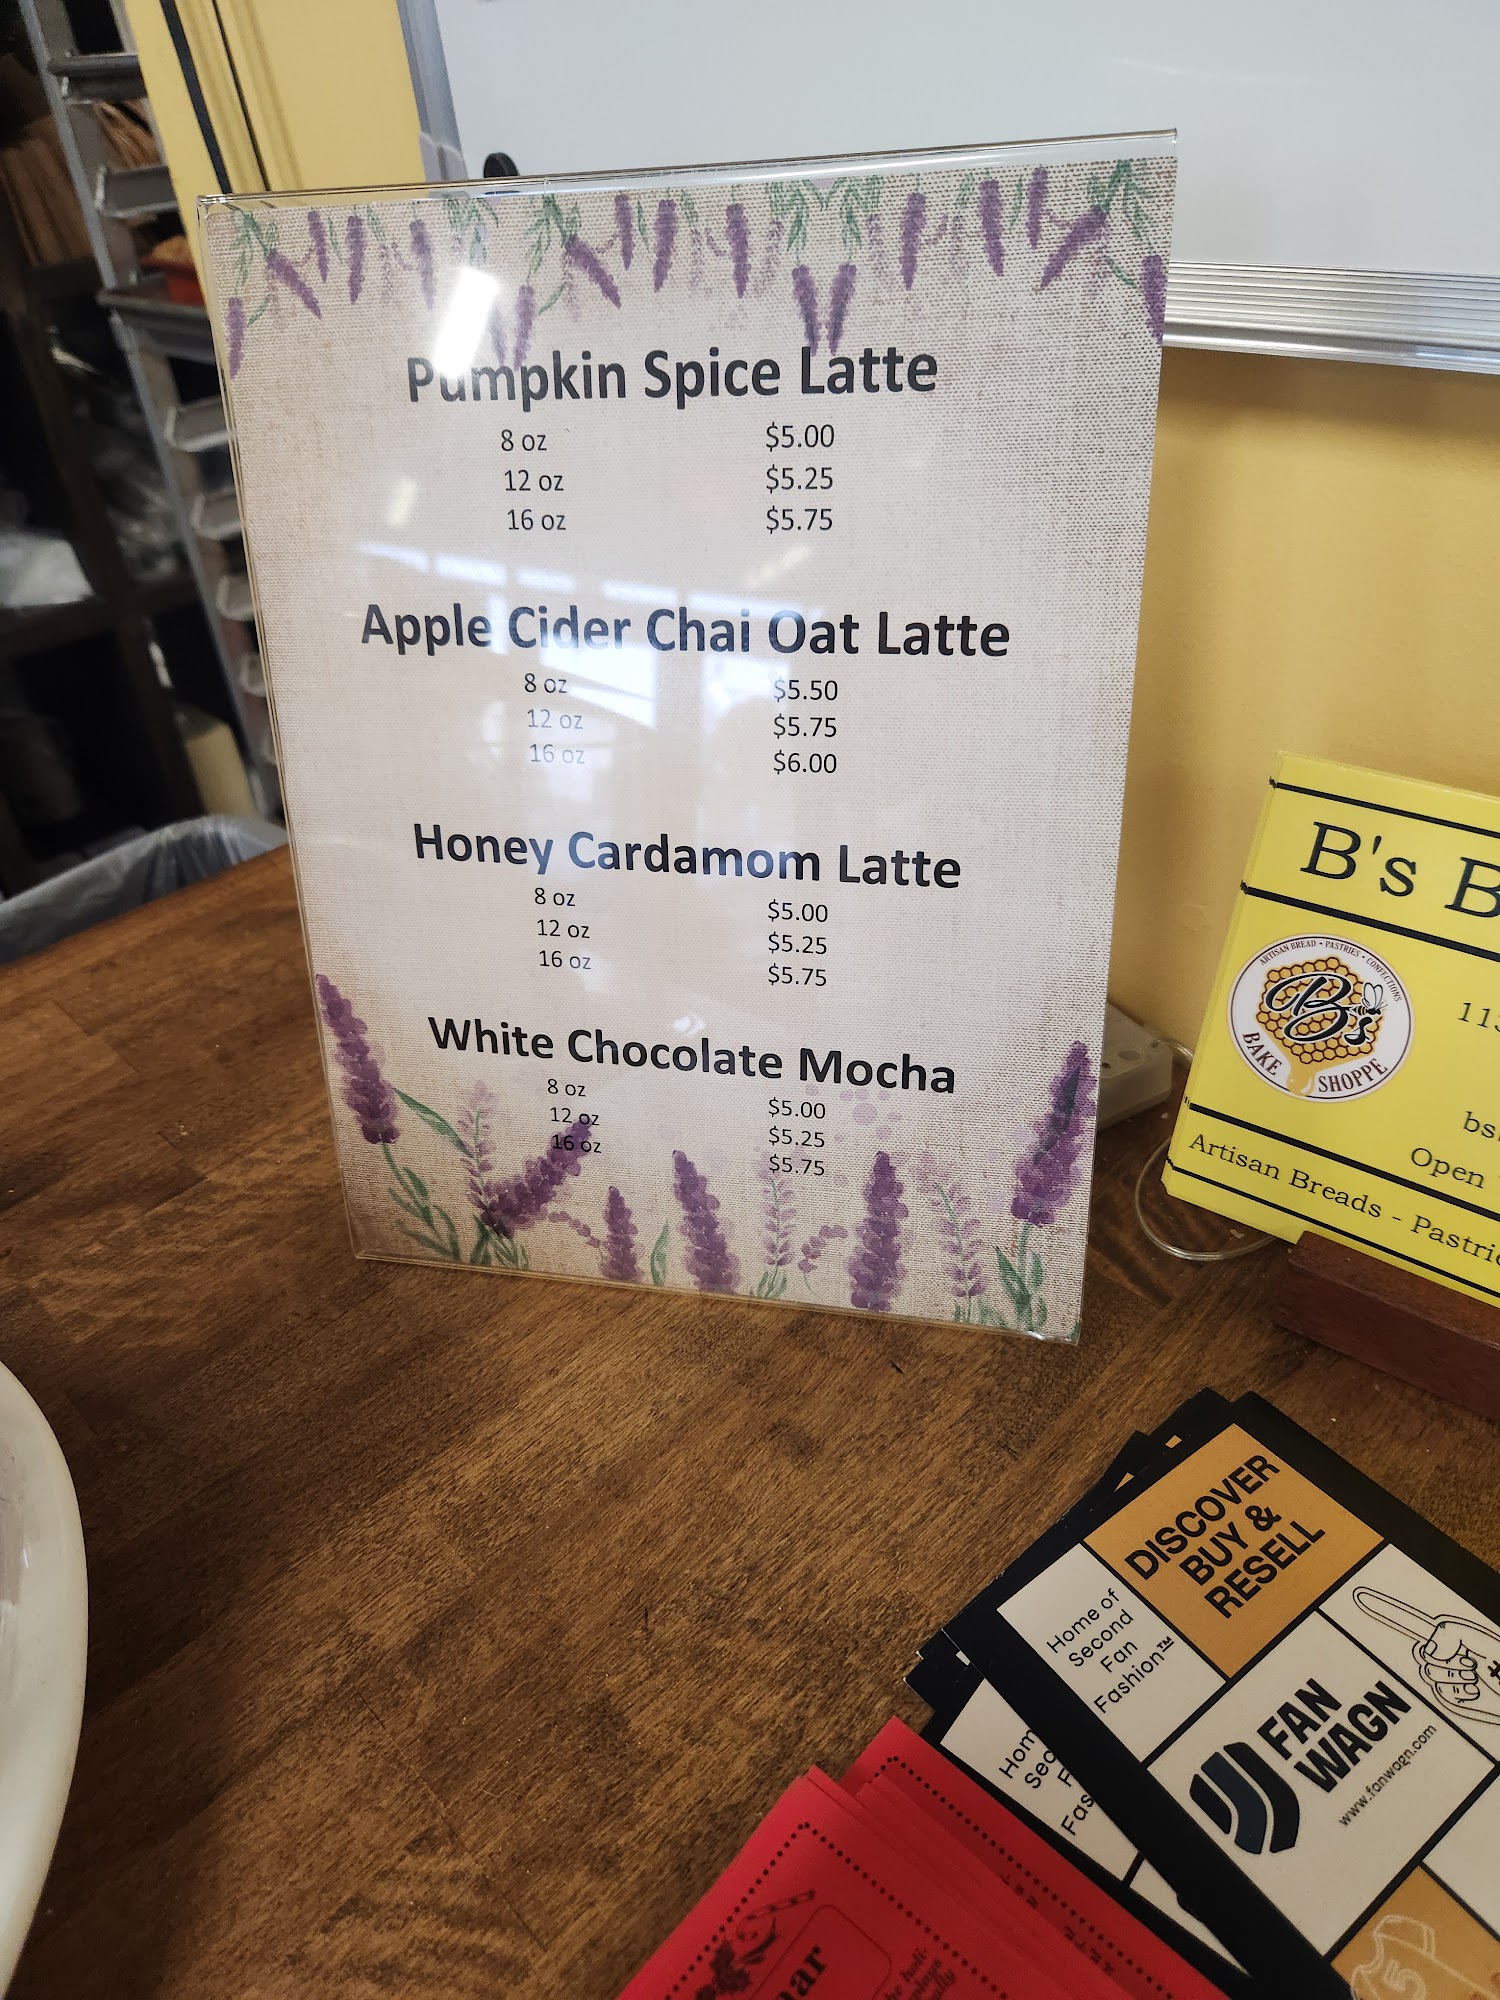 Pumpkin Spice Latte
8 oz $5.00
12 oz $5.25
16 oz $5.75
Apple Cider Chai Oat Latte
8 oz $5.50
12 oz $5.75
16 oz $6.00
Honey Cardamom Latte
8 oz $5.00
12 oz $5.25
16 oz $5.75
White Chocolate Mocha
8 oz $5.00
12 oz $5.25
16 oz $5.75
B's B
ARTISAN BREAD • PASTRIES • CONFECTIONS
B's
BAKE SHOPPE
Open
Artisan Breads - Pastri
DISCOVER
BUY &
RESELL
Home of
Second
Fan
Fashion™
FAN
WAGN
www.fanwagn.com